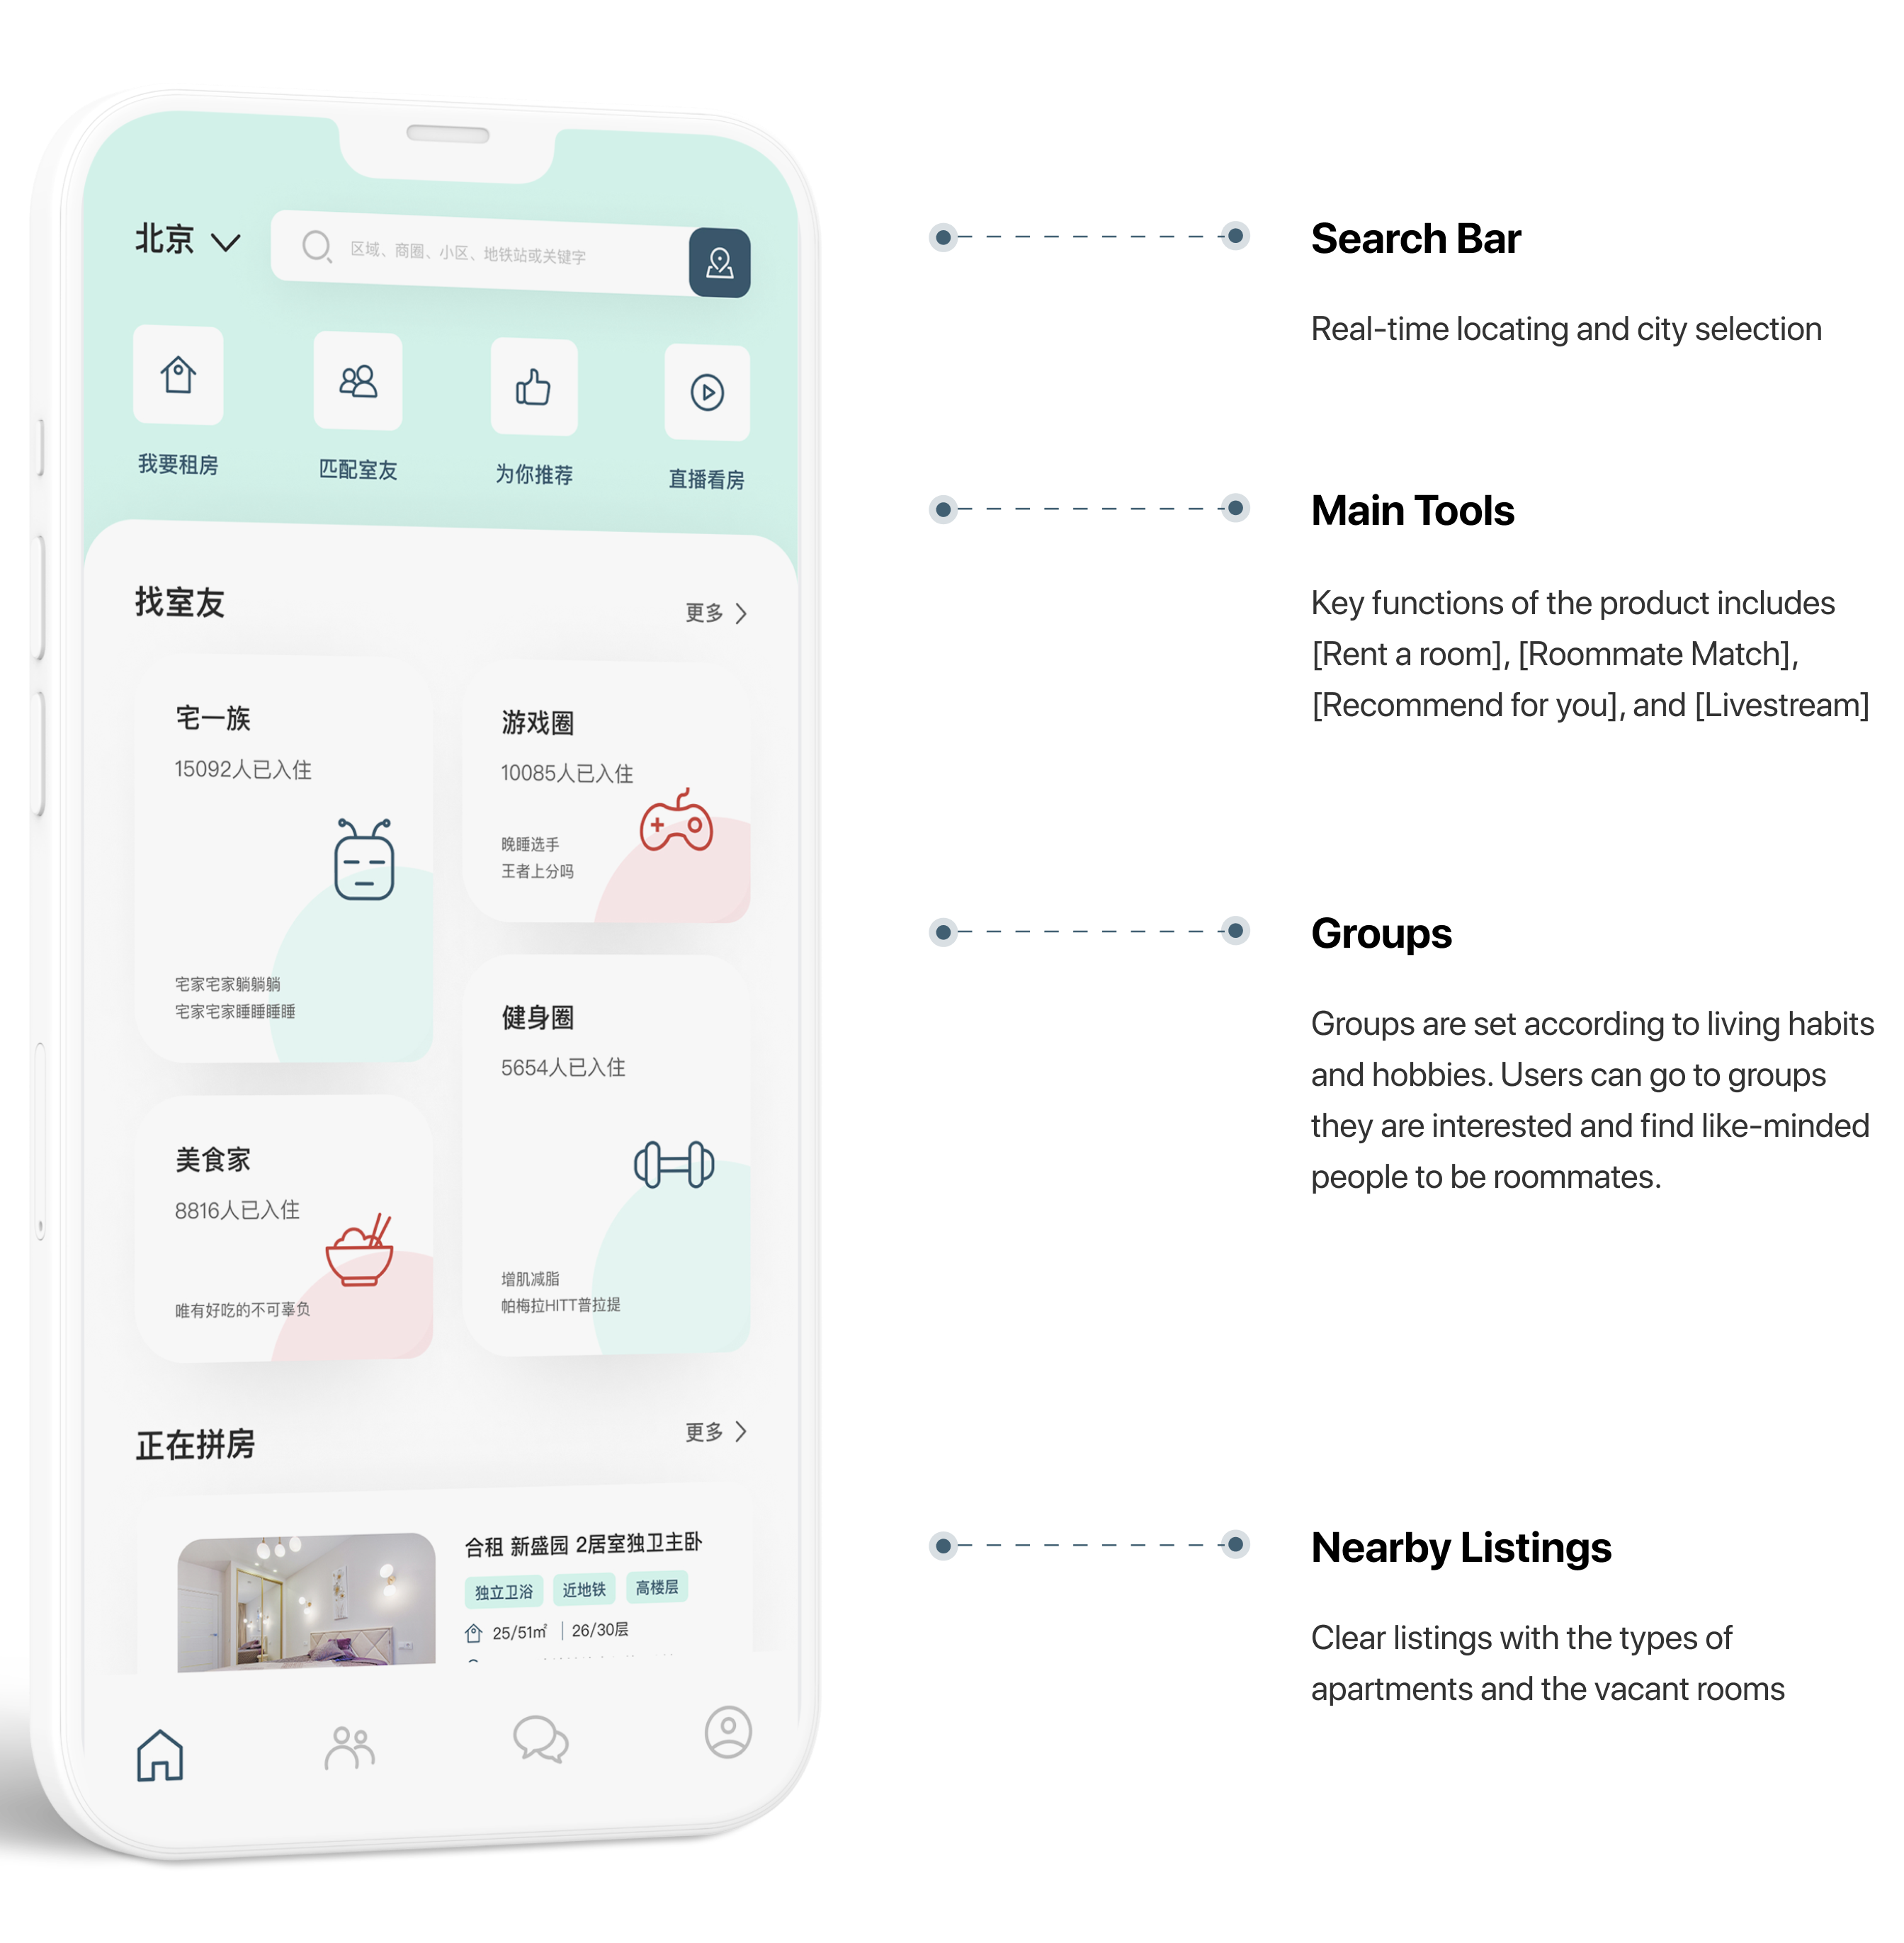 北京
区域、商圈、小区、地铁站或关键字
我要租房
匹配室友
为你推荐
直播看房
找室友
更多
宅一族
15092人已入住
宅家宅家躺躺躺
宅家宅家睡睡睡睡
游戏圈
10085人已入住
晚睡选手
王者上分吗
美食家
8816人已入住
唯有好吃的不可辜负
健身圈
5654人已入住
增肌减脂
帕梅拉HITT普拉提
正在拼房
更多
合租 新盛园 2居室独卫主卧
独立卫浴 近地铁 高楼层
25/51㎡ 26/30层
Search Bar
Real-time locating and city selection
Main Tools
Key functions of the product includes
[Rent a room], [Roommate Match],
[Recommend for you], and [Livestream]
Groups
Groups are set according to living habits
and hobbies. Users can go to groups
they are interested and find like-minded
people to be roommates.
Nearby Listings
Clear listings with the types of
apartments and the vacant rooms